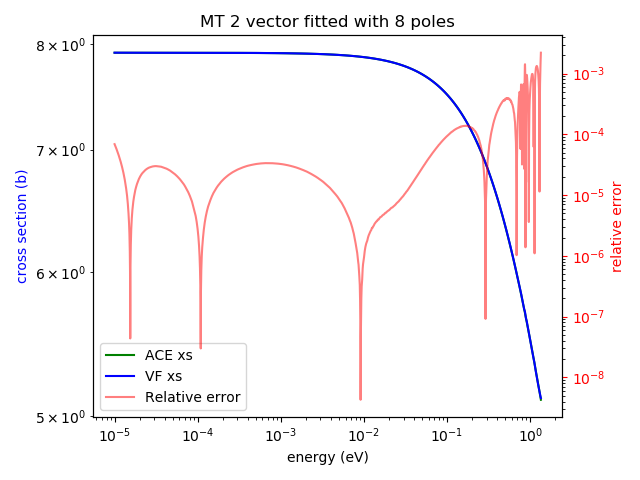 MT 2 vector fitted with 8 poles
8 × 10⁰
7 × 10⁰
6 × 10⁰
5 × 10⁰
cross section (b)
10⁻³
10⁻⁴
10⁻⁵
10⁻⁶
10⁻⁷
10⁻⁸
relative error
ACE xs
VF xs
Relative error
10⁻⁵ 10⁻⁴ 10⁻³ 10⁻² 10⁻¹ 10⁰
energy (eV)